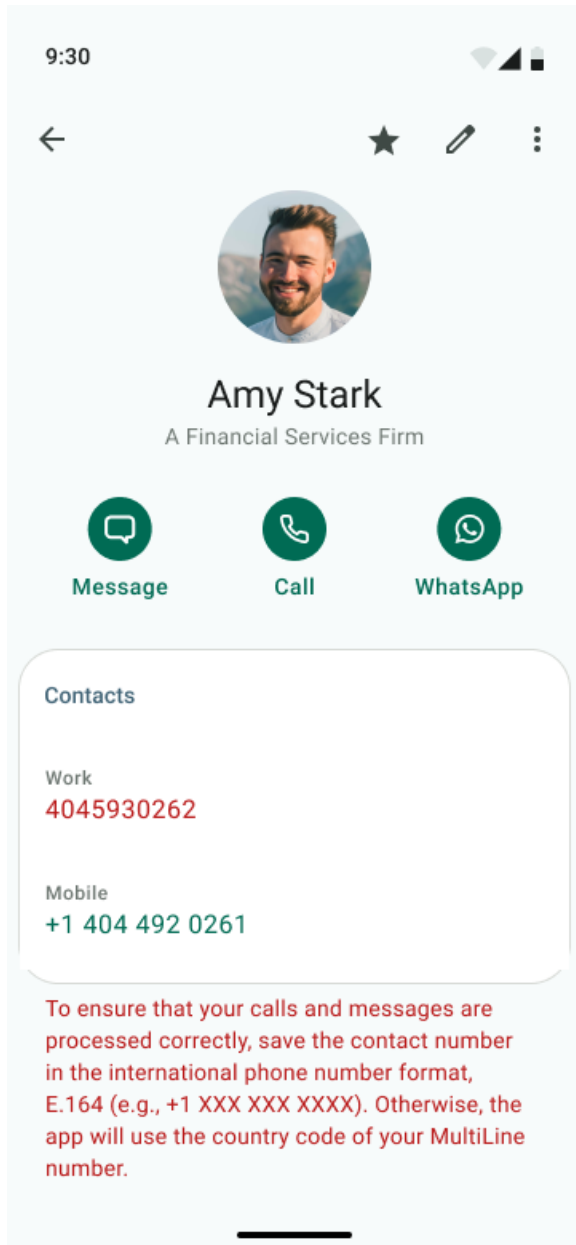 9:30
Amy Stark
A Financial Services Firm
Message
Call
WhatsApp
Contacts
Work
4045930262
Mobile
+1 404 492 0261
To ensure that your calls and messages are
processed correctly, save the contact number
in the international phone number format,
E.164 (e.g., +1 XXX XXX XXXX). Otherwise, the
app will use the country code of your MultiLine
number.